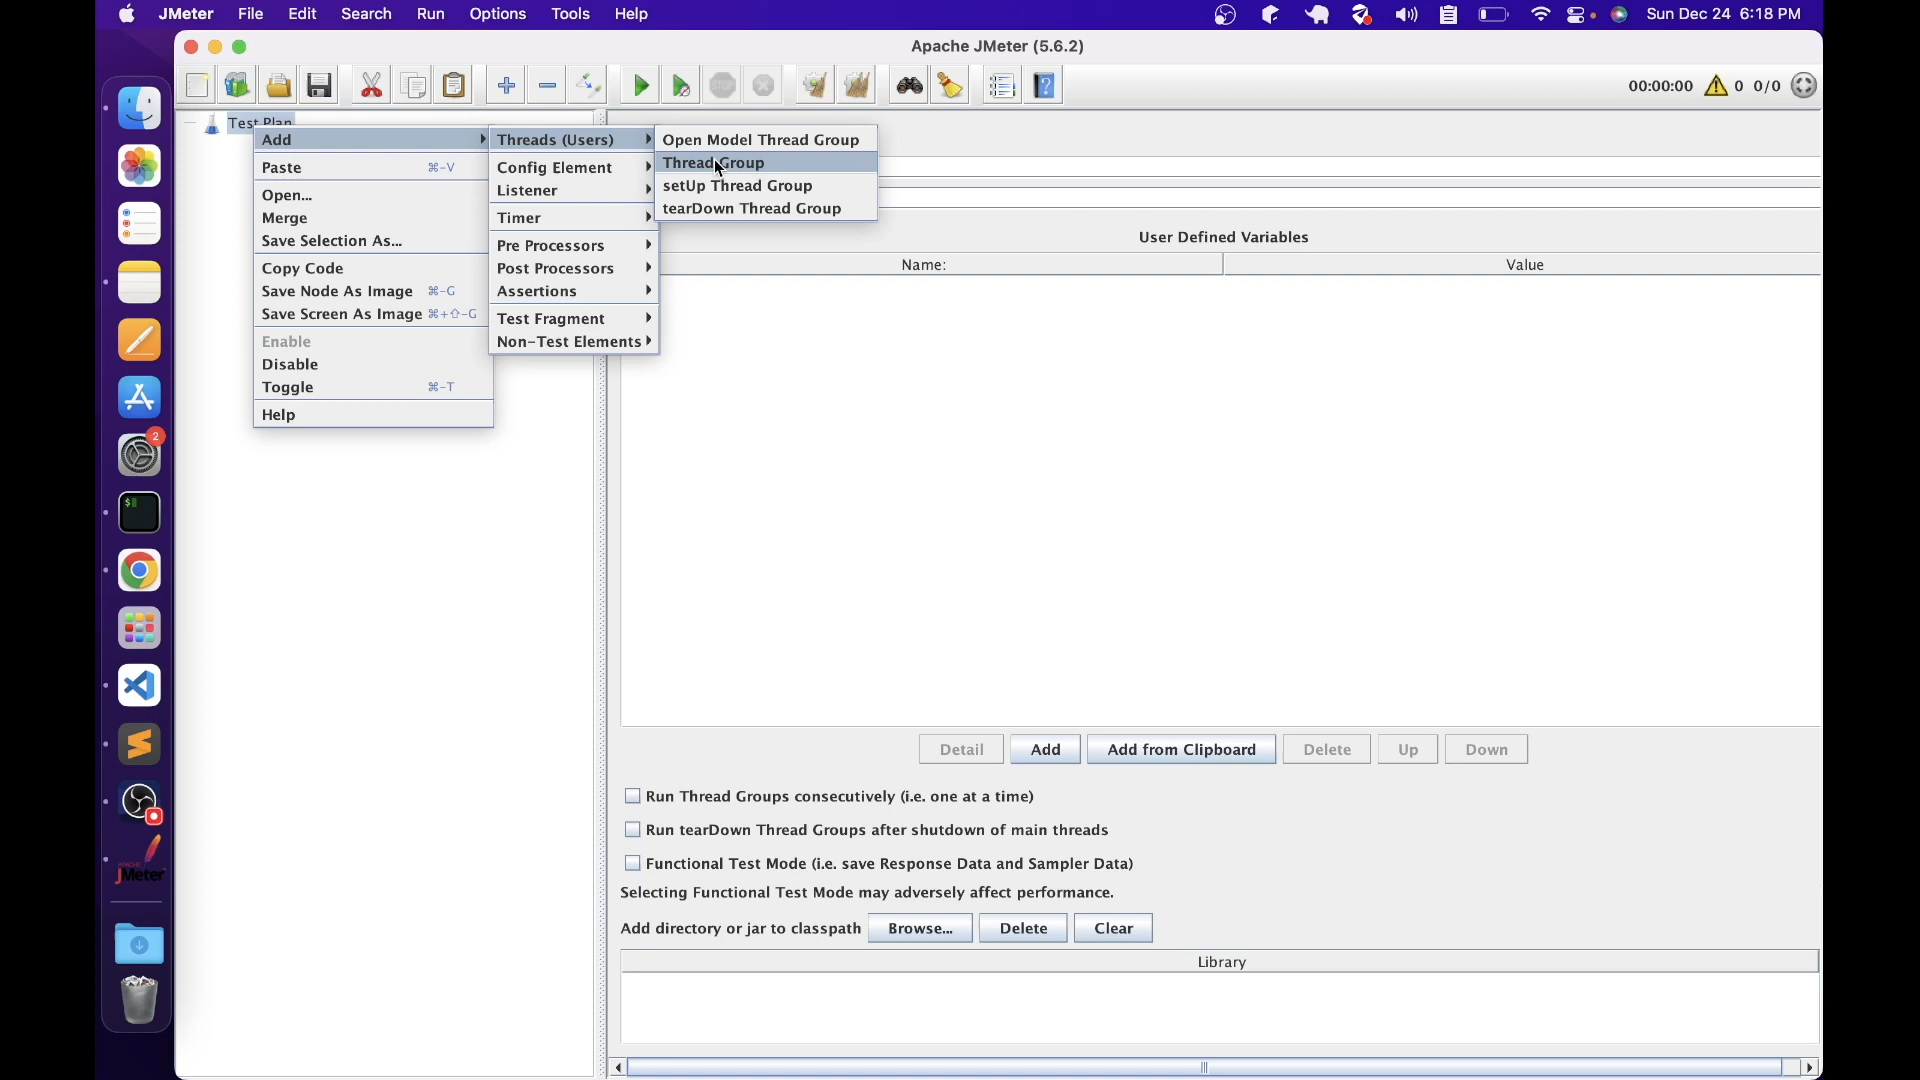 JMeter File Edit Search Run Options Tools Help Sun Dec 24 6:18 PM
Apache JMeter (5.6.2)
STOP ? 00:00:00 0 0/0
Test Plan
Add Threads (Users) Open Model Thread Group
Thread Group
Paste ⌘-V Config Element
Listener setUp Thread Group
Open...
Merge Timer tearDown Thread Group
Save Selection As... Pre Processors User Defined Variables
Copy Code Post Processors Name: Value
Save Node As Image ⌘-G Assertions
Save Screen As Image ⌘+⇧-G Test Fragment
Enable Non-Test Elements
Disable
Toggle ⌘-T
Help
2
$
Detail Add Add from Clipboard Delete Up Down
Run Thread Groups consecutively (i.e. one at a time)
Run tearDown Thread Groups after shutdown of main threads
Functional Test Mode (i.e. save Response Data and Sampler Data)
APACHE
JMeter
Selecting Functional Test Mode may adversely affect performance.
Add directory or jar to classpath Browse... Delete Clear
Library